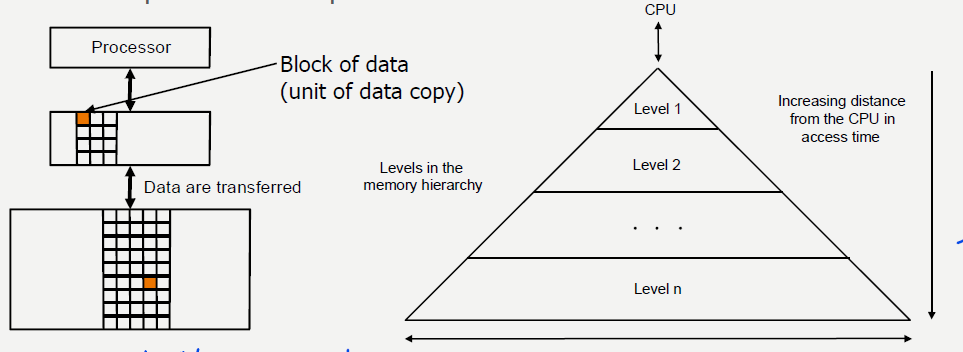 Processor
Block of data
(unit of data copy)
Data are transferred
CPU
Level 1
Level 2
. . .
Level n
Levels in the
memory hierarchy
Increasing distance
from the CPU in
access time